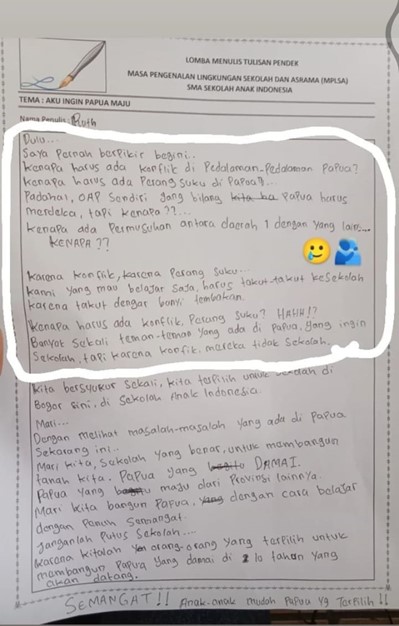 LOMBA MENULIS TULISAN PENDEK
MASA PENGENALAN LINGKUNGAN SEKOLAH DAN ASRAMA (MPLSA)
SMA SEKOLAH ANAK INDONESIA
TEMA : AKU INGIN PAPUA MAJU
Nama Penulis : Ruth
Dulu...
Saya Pernah berpikir begini..
Kenapa harus ada konflik di Pedalaman-Pedalaman Papua?
Kenapa harus ada Perang suku di Papua?.
Padahal, OAP Sendiri yang bilang kita ha Papua harus
merdeka, tapi kenapa ??...
Kenapa ada Permusuhan antara daerah 1 dengan yang lain...
KENAPA ??
Karena konflik, karena Perang suku...
kami yang mau belajar Saja, harus takut-takut kesekolah
karena takut dengar bunyi tembakan.
Kenapa harus ada konflik, Perang suku? HAHH!?
Banyak Sekali teman-teman yang ada di Papua, yang ingin
Sekolah, tapi karena konfik, mereka tidak Sekolah.
Kita bersyukur Sekali, kita terpilih untuk di
Bogor Sini, di Sekolah Anak Indonesia.
Mari...
Dengan melihat masalah-masalah yang ada di Papua
Sekarang ini..
Mari kita, Sekolah yang benar, untuk membangun
tanah kita. Papua yang DAMAI.
Papua yang maju dari Provinsi lainnya.
Mari kita bangun Papua, yang dengan cara belajar
dengan Penuh Semangat.
Janganlah Putus Sekolah...
Karena kitalah orang-orang yang terpilih untuk
membangun Papua yang damai di 10 tahun yang
akan datang.
SEMANGAT!! Anak-anak mudah Papua yg Terpilih!!